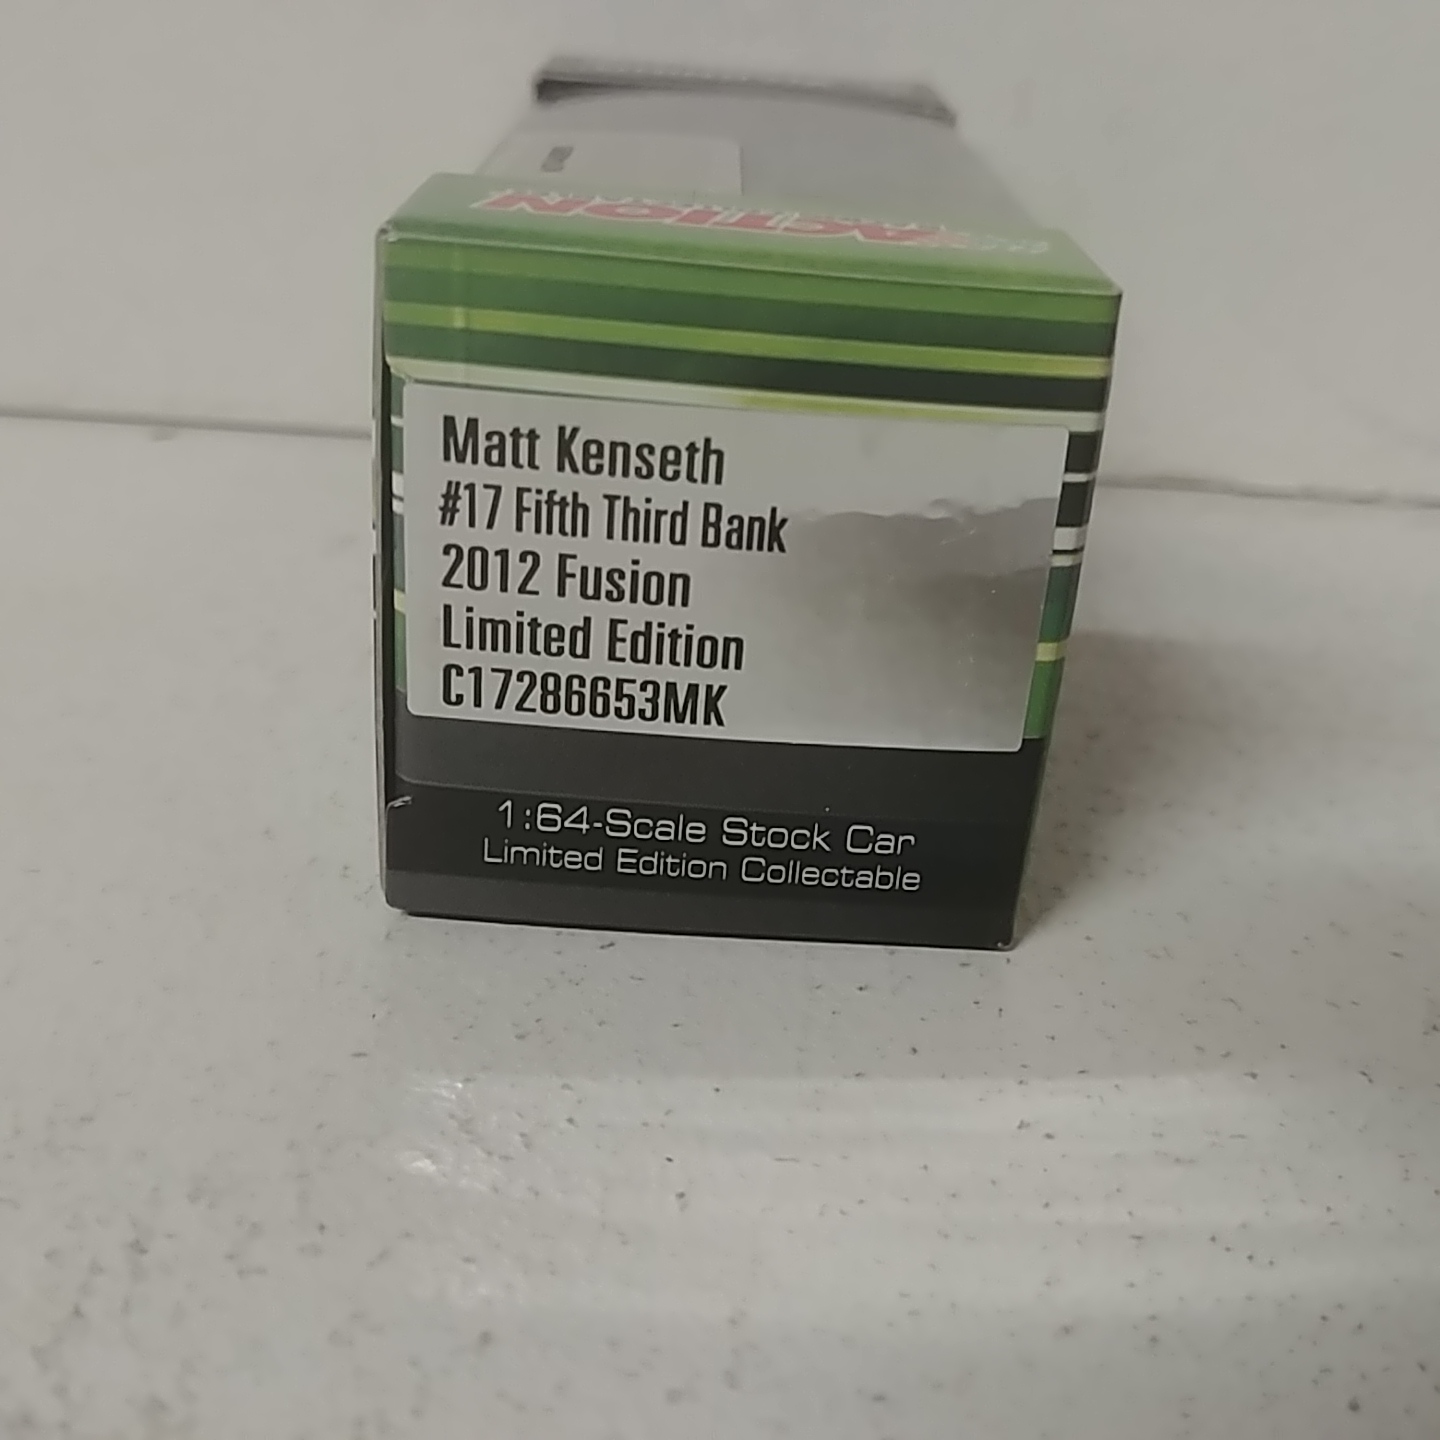 ACTION
Matt Kenseth
#17 Fifth Third Bank
2012 Fusion
Limited Edition
C17286653MK
1:64-Scale Stock Car
Limited Edition Collectable